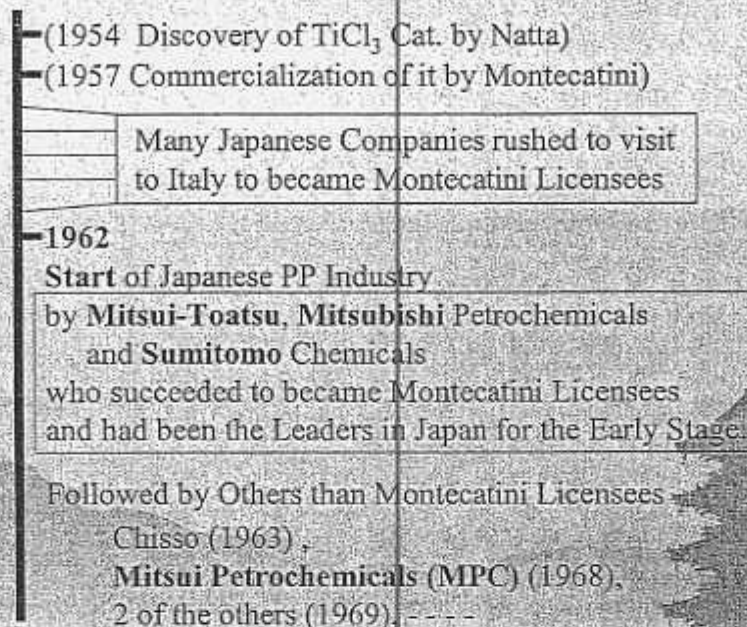 (1954 Discovery of TiCl₃ Cat. by Natta)
(1957 Commercialization of it by Montecatini)
Many Japanese Companies rushed to visit
to Italy to became Montecatini Licensees
1962
Start of Japanese PP Industry
by Mitsui-Toatsu, Mitsubishi Petrochemicals
and Sumitomo Chemicals
who succeeded to became Montecatini Licensees
and had been the Leaders in Japan for the Early Stage.
Followed by Others than Montecatini Licensees
Chisso (1963) ,
Mitsui Petrochemicals (MPC) (1968),
2 of the others (1969), - - - -